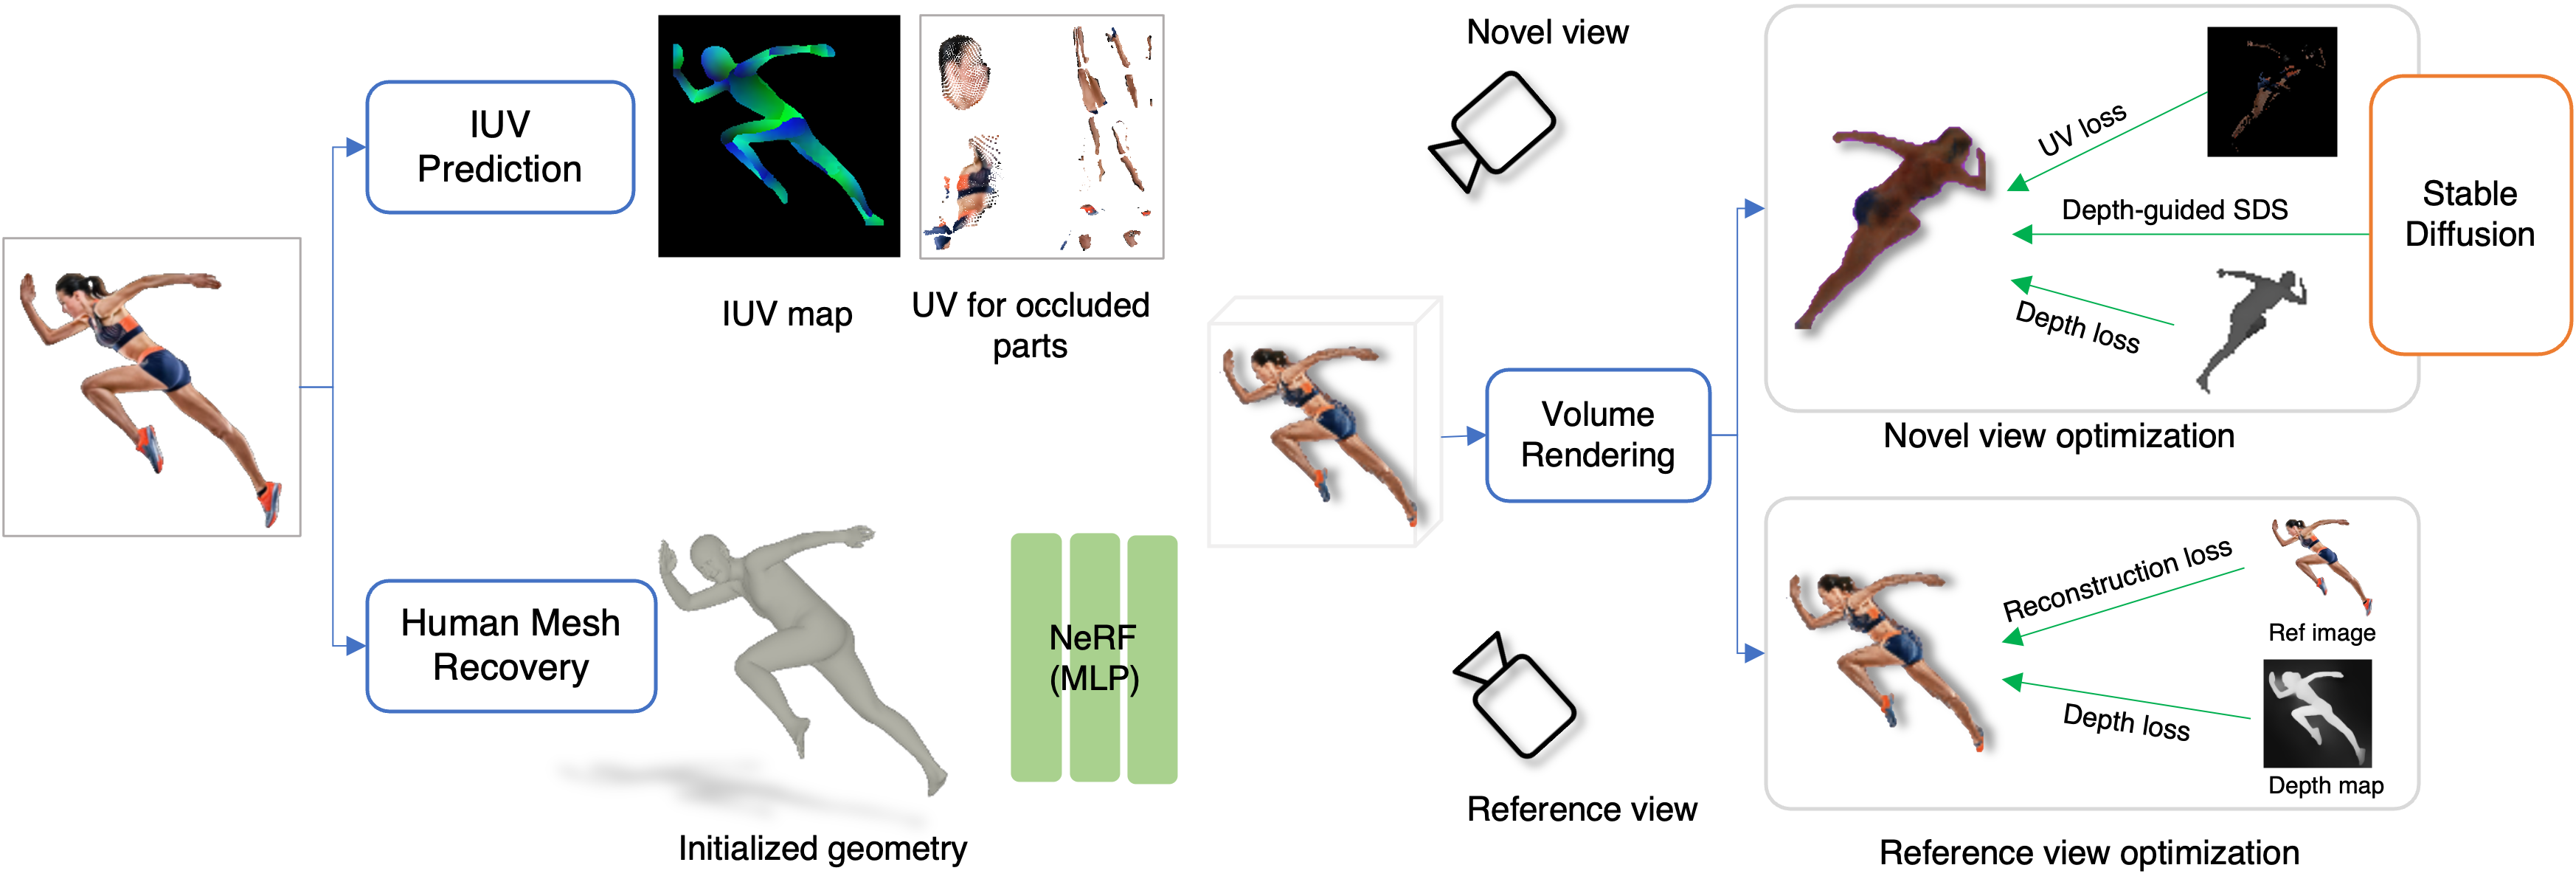 IUV
Prediction
IUV map
UV for occluded
parts
Human Mesh
Recovery
Initialized geometry
NeRF
(MLP)
Novel view
Volume
Rendering
Reference view
UV loss
Depth-guided SDS
Depth loss
Stable
Diffusion
Novel view optimization
Reconstruction loss
Ref image
Depth loss
Depth map
Reference view optimization